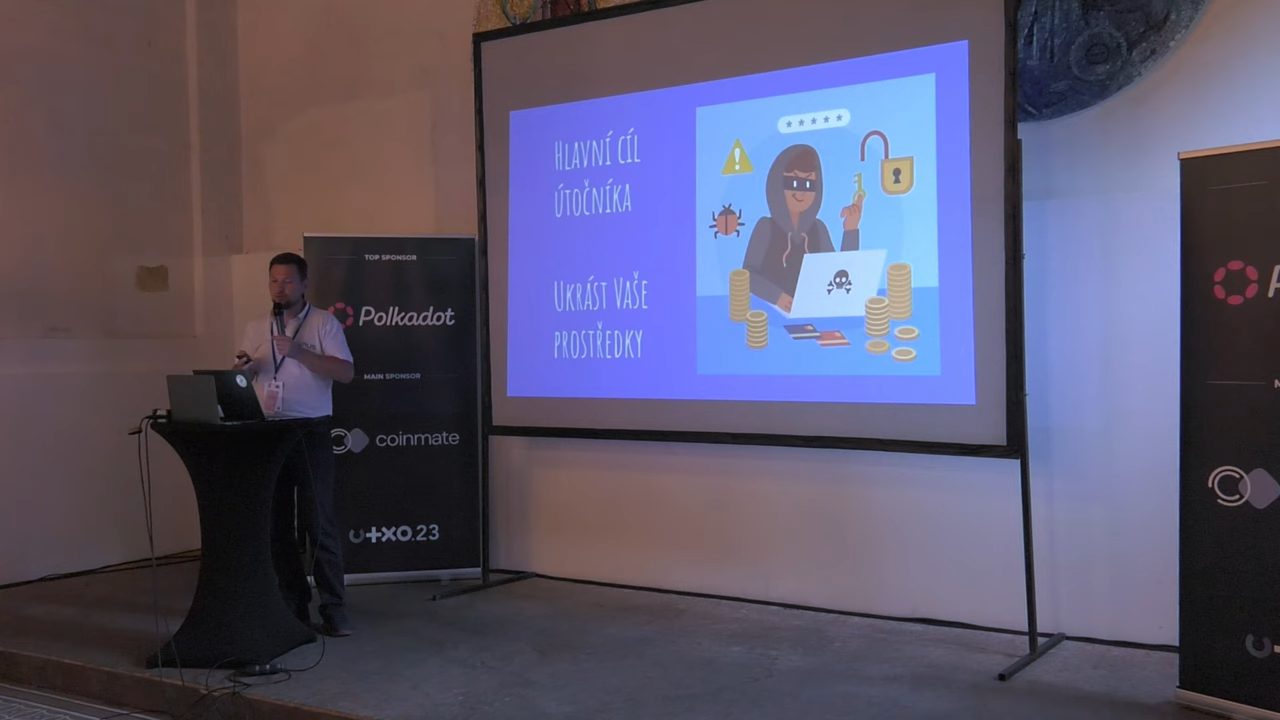 HLAVNÍ CÍL
ÚTOČNÍKA
UKRÁST VAŠE
PROSTŘEDKY
*****
TOP SPONSOR
Polkadot
MAIN SPONSOR
coinmate
utxo.23